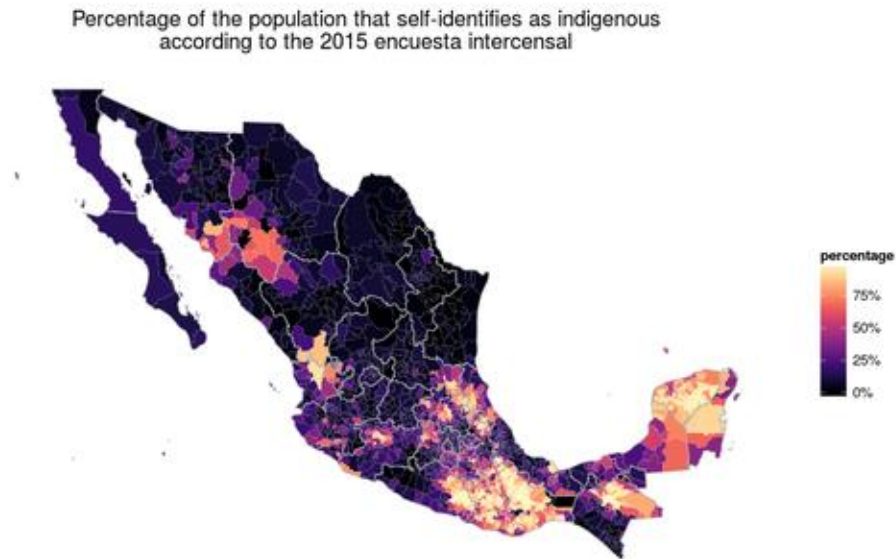 Percentage of the population that self-identifies as indigenous
according to the 2015 encuesta intercensal
percentage
75%
50%
25%
0%